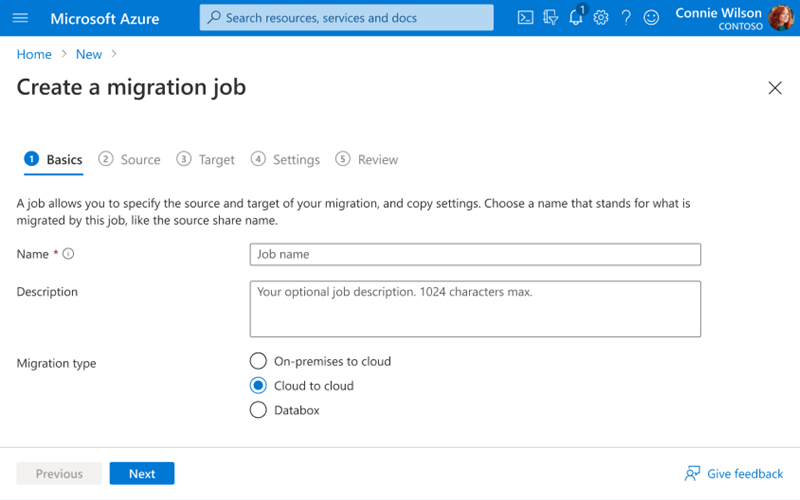 Microsoft Azure
Search resources, services and docs
1
Connie Wilson
CONTOSO
Home > New >
Create a migration job
1 Basics 2 Source 3 Target 4 Settings 5 Review
A job allows you to specify the source and target of your migration, and copy settings. Choose a name that stands for what is
migrated by this job, like the source share name.
Name *
Job name
Description
Your optional job description. 1024 characters max.
Migration type
On-premises to cloud
Cloud to cloud
Databox
Previous
Next
Give feedback